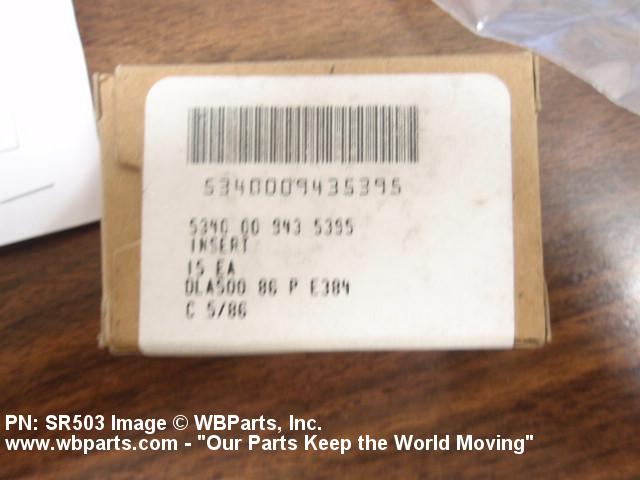 5340009435395
5340 00 943 5395
INSERT
15 EA
DLA500 86 P E384
C 5/86
PN: SR503 Image © WBParts, Inc.
www.wbparts.com - "Our Parts Keep the World Moving"